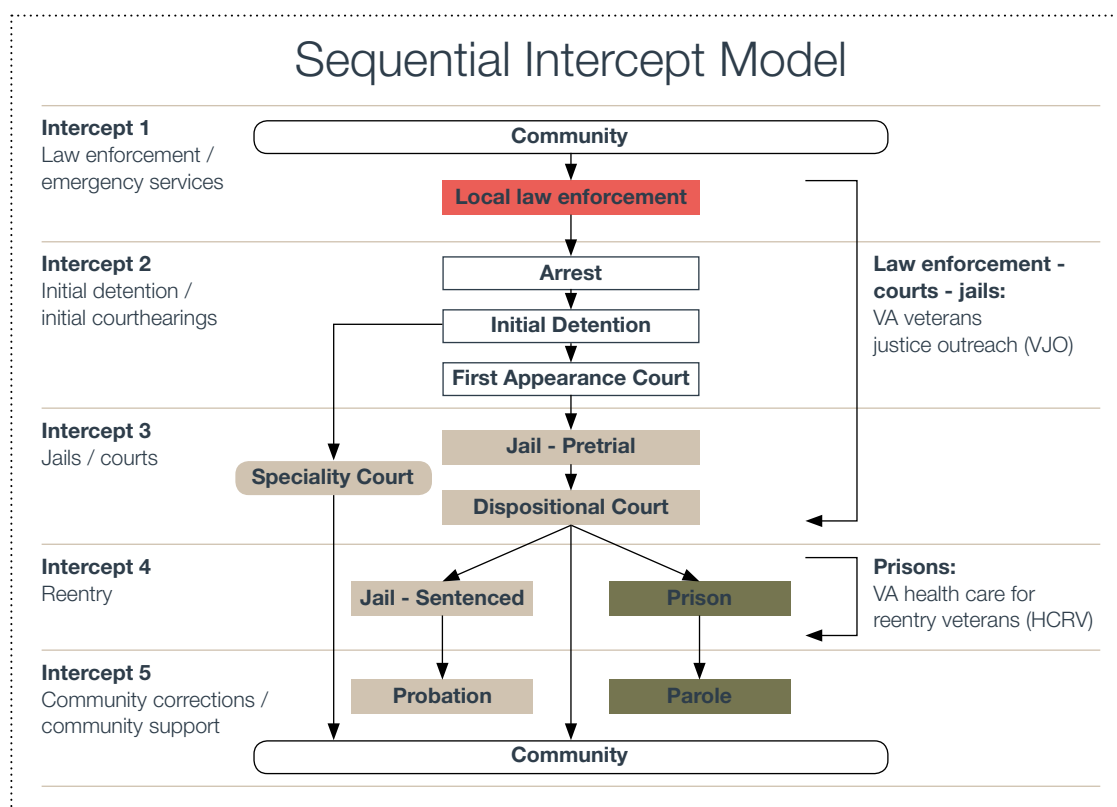 Sequential Intercept Model
Intercept 1
Law enforcement /
emergency services
Community
Local law enforcement
Intercept 2
Initial detention /
initial courthearings
Arrest
Initial Detention
First Appearance Court
Law enforcement -
courts - jails:
VA veterans
justice outreach (VJO)
Intercept 3
Jails / courts
Jail - Pretrial
Speciality Court
Dispositional Court
Intercept 4
Reentry
Jail - Sentenced
Prison
Prisons:
VA health care for
reentry veterans (HCRV)
Intercept 5
Community corrections /
community support
Probation
Parole
Community